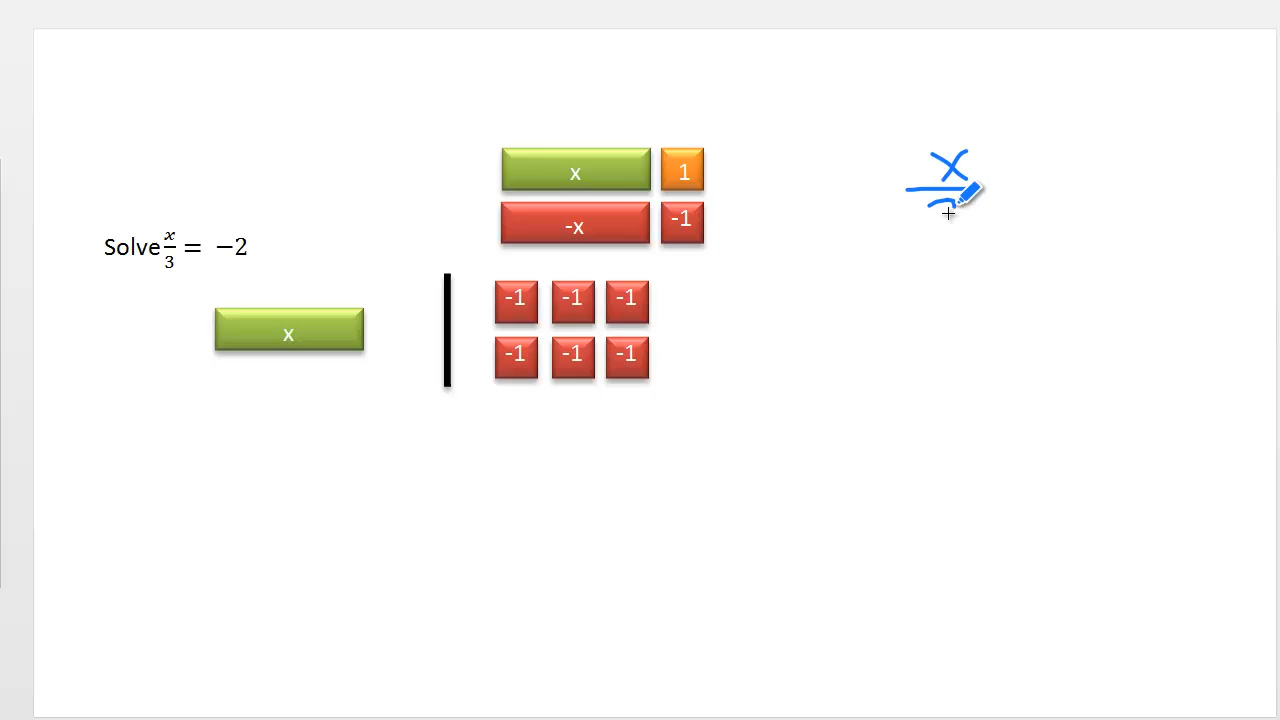 x 1
-x -1
Solve x/3 = −2
x
-1 -1 -1
-1 -1 -1
x